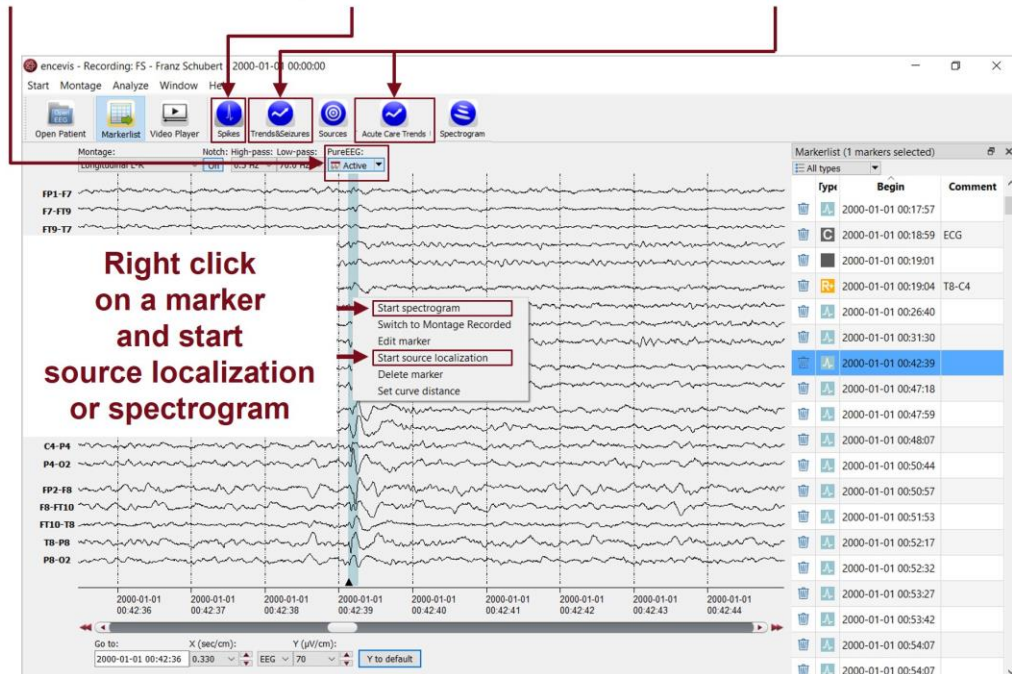 encevis - Recording: FS - Franz Schubert 2000-01-01 00:00:00
Start Montage Analyze Window
Open Patient Markerlist Video Player Spikes Trends&Seizures Sources Acute Care Trends Spectrogram
Montage: Notch: High-pass: Low-pass: PureEEG:
Longitudinal L-R Off 0.5 Hz 70.0 Hz Active
Markerlist (1 markers selected)
All types
Type Begin Comment
FP1-F7
F7-FT9
FT9-T7
C4-P4
P4-O2
FP2-F8
F8-FT10
FT10-T8
T8-P8
P8-O2
Right click
on a marker
and start
source localization
or spectrogram
Start spectrogram
Switch to Montage Recorded
Edit marker
Start source localization
Delete marker
Set curve distance
2000-01-01 00:17:57
C 2000-01-01 00:18:59 ECG
2000-01-01 00:19:01
R+ 2000-01-01 00:19:04 T8-C4
2000-01-01 00:26:40
2000-01-01 00:31:30
2000-01-01 00:42:39
2000-01-01 00:47:18
2000-01-01 00:47:59
2000-01-01 00:48:07
2000-01-01 00:50:44
2000-01-01 00:50:57
2000-01-01 00:51:53
2000-01-01 00:52:17
2000-01-01 00:52:32
2000-01-01 00:53:27
2000-01-01 00:53:42
2000-01-01 00:54:07
2000-01-01 00:54:07
2000-01-01 2000-01-01 2000-01-01 2000-01-01 2000-01-01 2000-01-01 2000-01-01 2000-01-01 2000-01-01
00:42:36 00:42:37 00:42:38 00:42:39 00:42:40 00:42:41 00:42:42 00:42:43 00:42:44
Go to: X (sec/cm): Y (µV/cm):
2000-01-01 00:42:36 0.330 EEG 70 Y to default